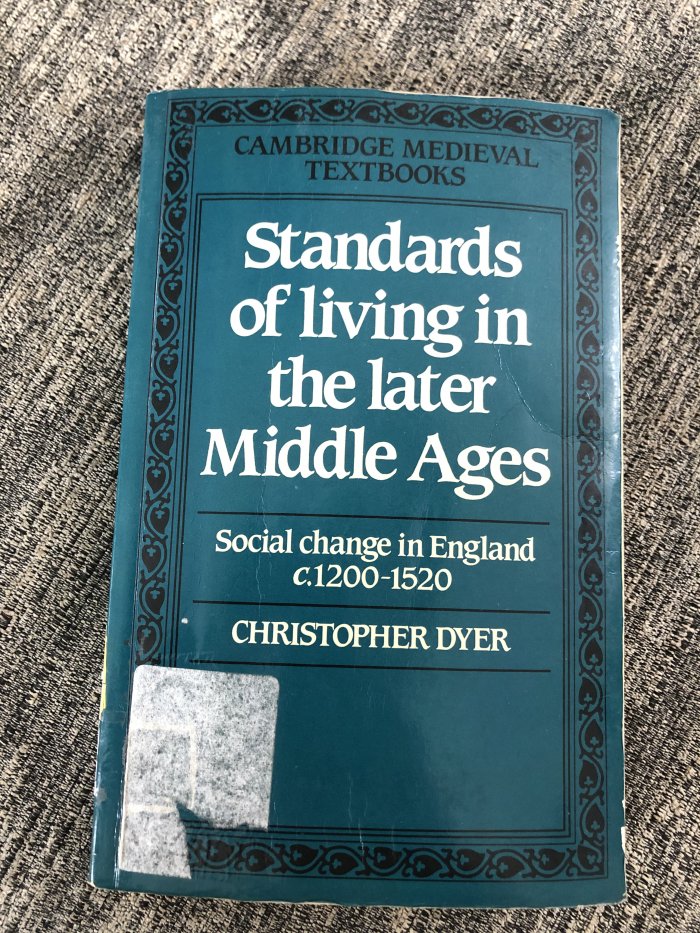 CAMBRIDGE MEDIEVAL
TEXTBOOKS
Standards
of living in
the later
Middle Ages
Social change in England
c.1200-1520
CHRISTOPHER DYER